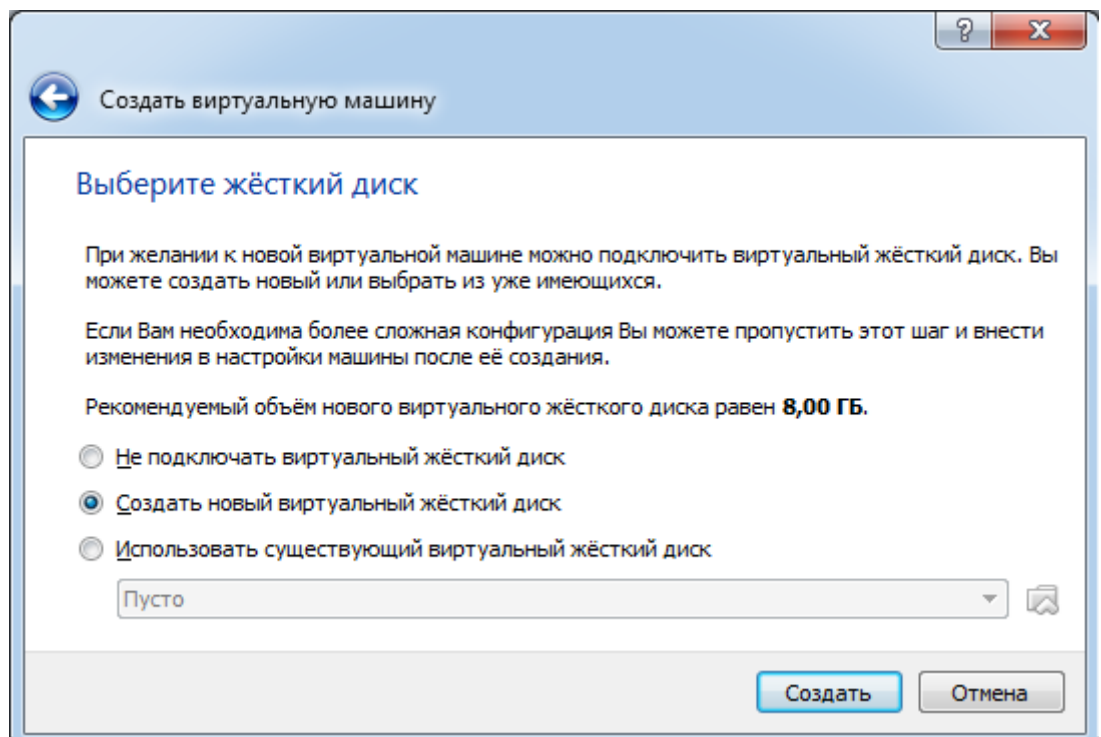 ?
X
Создать виртуальную машину
Выберите жёсткий диск
При желании к новой виртуальной машине можно подключить виртуальный жёсткий диск. Вы
можете создать новый или выбрать из уже имеющихся.
Если Вам необходима более сложная конфигурация Вы можете пропустить этот шаг и внести
изменения в настройки машины после её создания.
Рекомендуемый объём нового виртуального жёсткого диска равен 8,00 ГБ.
Не подключать виртуальный жёсткий диск
Создать новый виртуальный жёсткий диск
Использовать существующий виртуальный жёсткий диск
Пусто
Создать Отмена